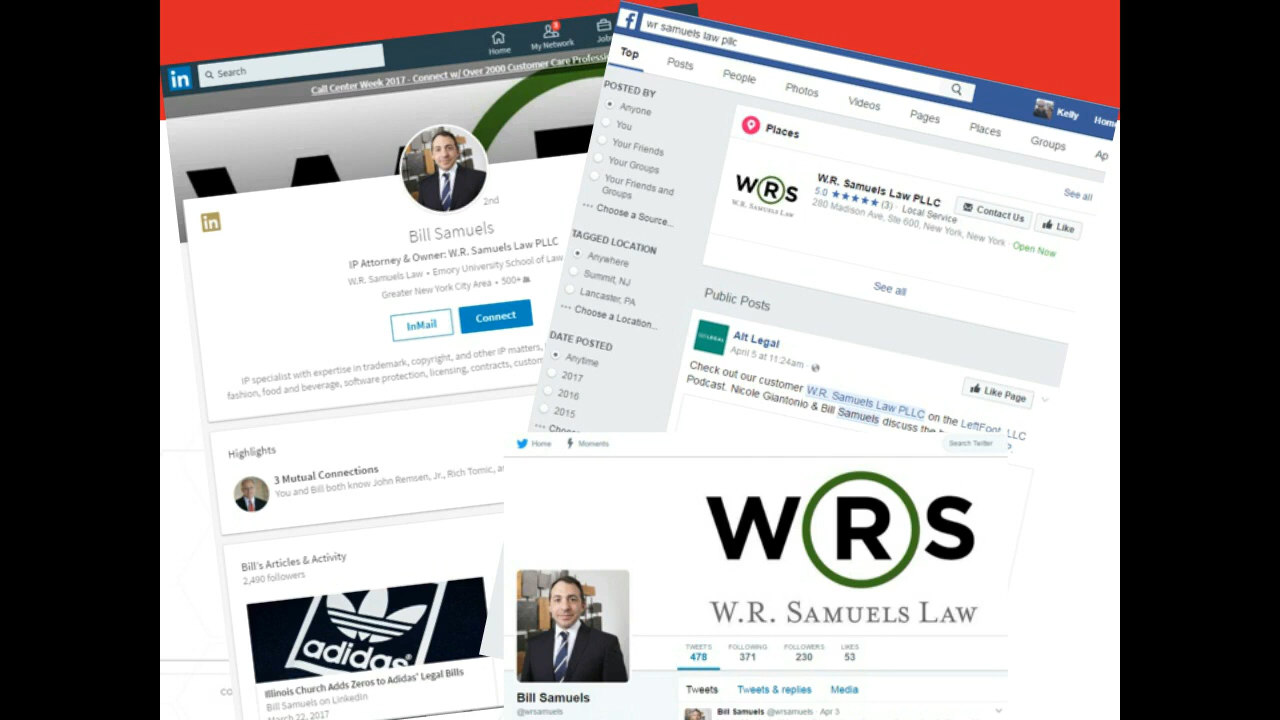 in
Search
Home
9
My Network
Call Center Week 2017 - Connect w/ Over 2000 Customer Care
in
2nd
Bill Samuels
IP Attorney & Owner: W.R. Samuels Law PLLC
W.R. Samuels Law • Emory University School of Law
Greater New York City Area • 500+
InMail
Connect
IP specialist with expertise in trademark, copyright, and other IP matters,
fashion, food and beverage, software protection, licensing, contracts,
Highlights
3 Mutual Connections
You and Bill both know John Remsen, Jr., Rich Tomic,
Bill's Articles & Activity
2,490 followers
adidas
Illinois Church Adds Zeros to Adidas' Legal Bills
Bill Samuels on LinkedIn
March 22, 2017
f
wr samuels law pllc
Kelly
Home
Top
Posts
People
Photos
Videos
Pages
Places
Groups
POSTED BY
Anyone
You
Your Friends
Your Groups
Your Friends and
Groups
Choose a Source...
TAGGED LOCATION
Anywhere
Summit, NJ
Lancaster, PA
Choose a Location...
DATE POSTED
Anytime
2017
2016
2015
Places
See all
WRS
W.R. SAMUELS LAW
W.R. Samuels Law PLLC
5.0 ★★★★★ (3) · Local Service
280 Madison Ave, Ste 600, New York, New York · Open Now
Contact Us
Like
See all
Public Posts
Alt Legal
April 5 at 11:24am ·
Like Page
Check out our customer W.R. Samuels Law PLLC on the LeftFoot, LLC
Podcast. Nicole Giantonio & Bill Samuels discuss the
Home
Moments
Search Twitter
WRS
W.R. SAMUELS LAW
TWEETS
478
FOLLOWING
371
FOLLOWERS
230
LIKES
53
Bill Samuels
@wrsamuels
Tweets
Tweets & replies
Media
Bill Samuels @wrsamuels · Apr 3